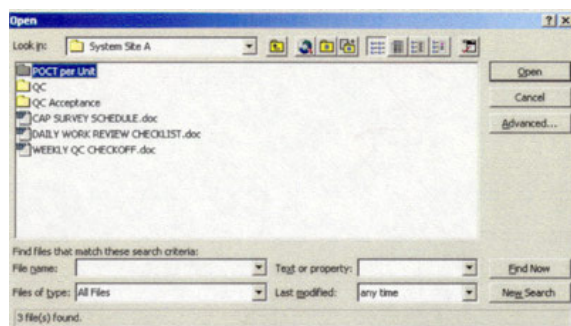 Open
Look in: System Site A
POCT per Unit
QC
QC Acceptance
CAP SURVEY SCHEDULE.doc
DAILY WORK REVIEW CHECKLIST.doc
WEEKLY QC CHECKOFF.doc
Open
Cancel
Advanced...
Find files that match these search criteria:
File name: Text or property: Find Now
Files of type: All Files Last modified: any time New Search
3 file(s) found.